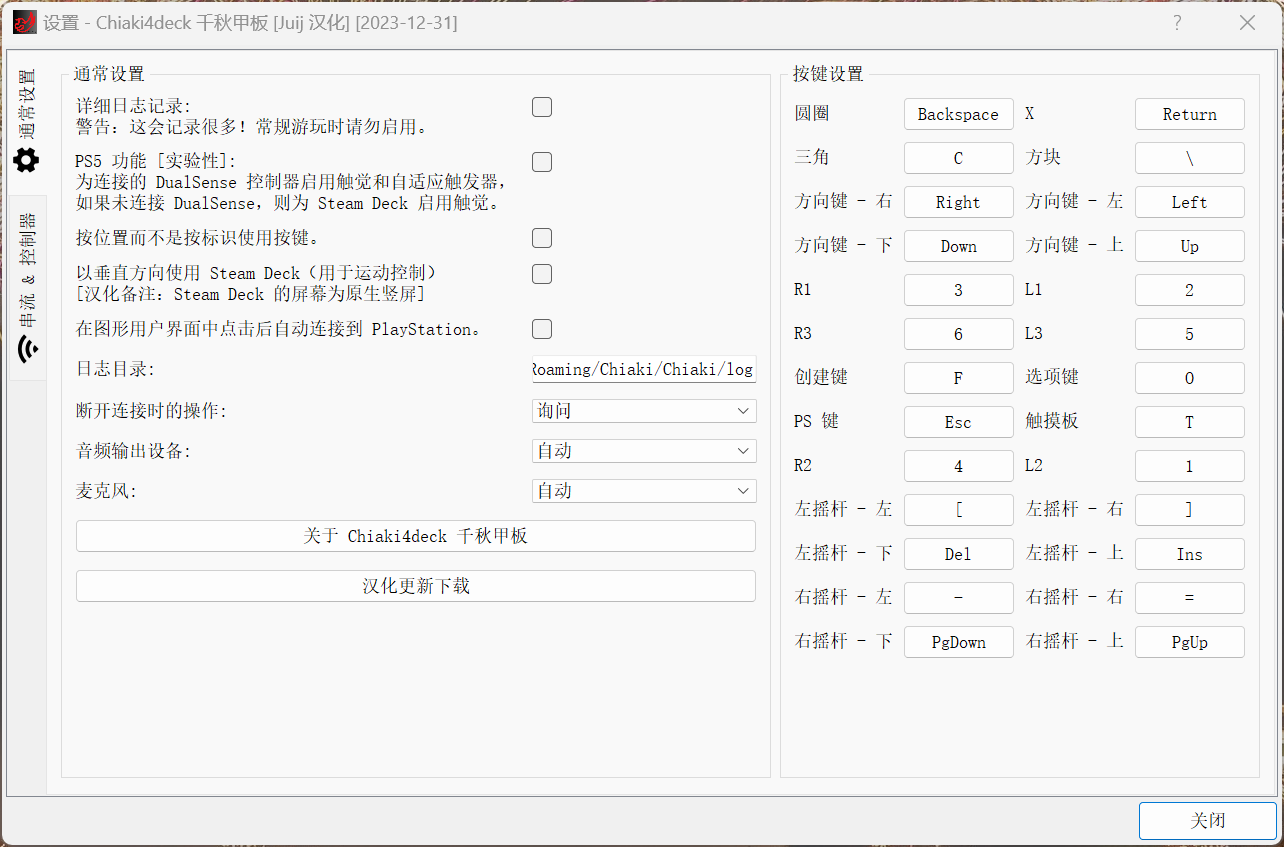 设置 - Chiaki4deck 千秋甲板 [Juij 汉化] [2023-12-31]
?
通常设置
串流 & 控制器
通常设置
详细日志记录:
警告: 这会记录很多! 常规游玩时请勿启用。
PS5 功能 [实验性]:
为连接的 DualSense 控制器启用触觉和自适应触发器，
如果未连接 DualSense，则为 Steam Deck 启用触觉。
按位置而不是按标识使用按键。
以垂直方向使用 Steam Deck（用于运动控制）
[汉化备注: Steam Deck 的屏幕为原生竖屏]
在图形用户界面中点击后自动连接到 PlayStation。
日志目录: Roaming/Chiaki/Chiaki/log
断开连接时的操作: 询问
音频输出设备: 自动
麦克风: 自动
关于 Chiaki4deck 千秋甲板
汉化更新下载
按键设置
圆圈 Backspace X Return
三角 C 方块 \
方向键 - 右 Right 方向键 - 左 Left
方向键 - 下 Down 方向键 - 上 Up
R1 3 L1 2
R3 6 L3 5
创建键 F 选项键 O
PS 键 Esc 触摸板 T
R2 4 L2 1
左摇杆 - 左 [ 左摇杆 - 右 ]
左摇杆 - 下 Del 左摇杆 - 上 Ins
右摇杆 - 左 - 右摇杆 - 右 =
右摇杆 - 下 PgDown 右摇杆 - 上 PgUp
关闭